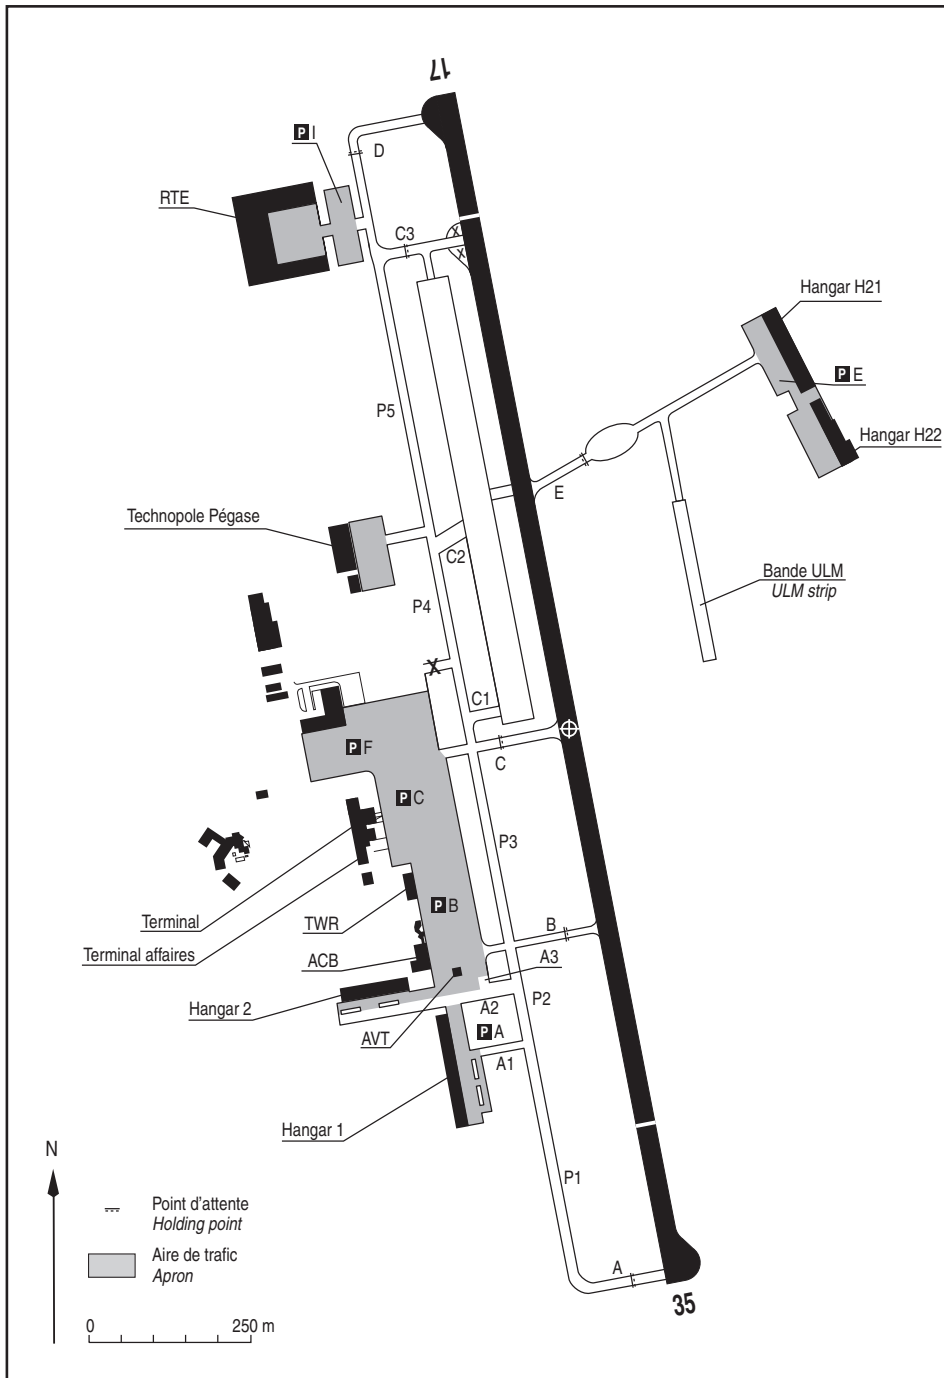 17
P I
D
RTE
C3
Hangar H21
P E
P5
Hangar H22
E
Technopole Pégase
C2
Bande ULM
ULM strip
P4
X
C1
P F
C
P C
P3
Terminal
TWR
P B
B
Terminal affaires
ACB
A3
Hangar 2
A2
P2
AVT
P A
A1
Hangar 1
N
P1
Point d'attente
Holding point
Aire de trafic
Apron
A
35
0 250 m